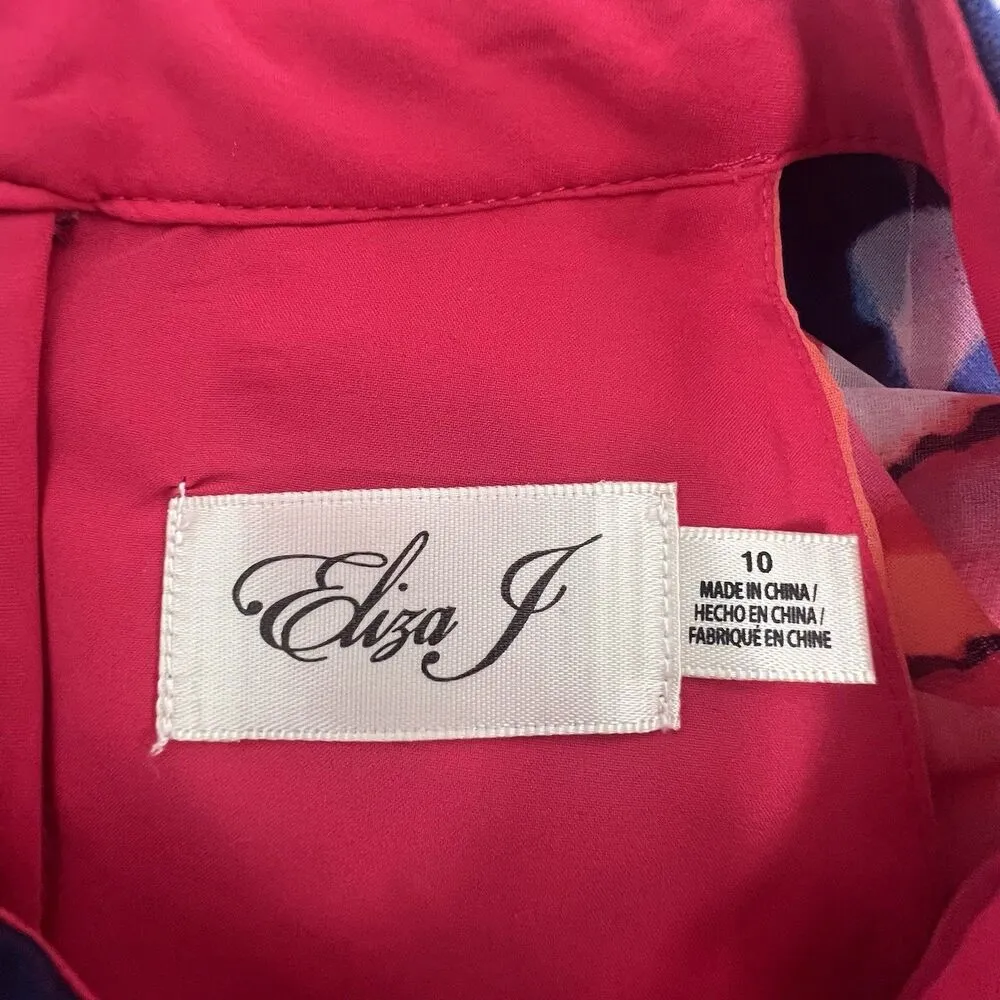 Eliza J
10
MADE IN CHINA /
HECHO EN CHINA /
FABRIQUÉ EN CHINE